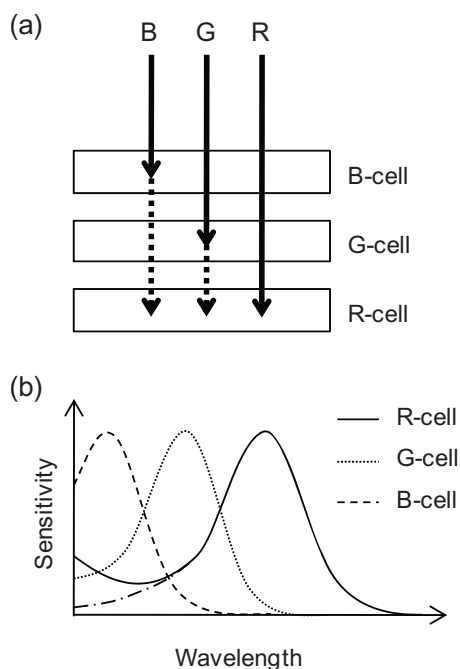 (a)
B G R
B-cell
G-cell
R-cell
(b)
R-cell
G-cell
B-cell
Sensitivity
Wavelength